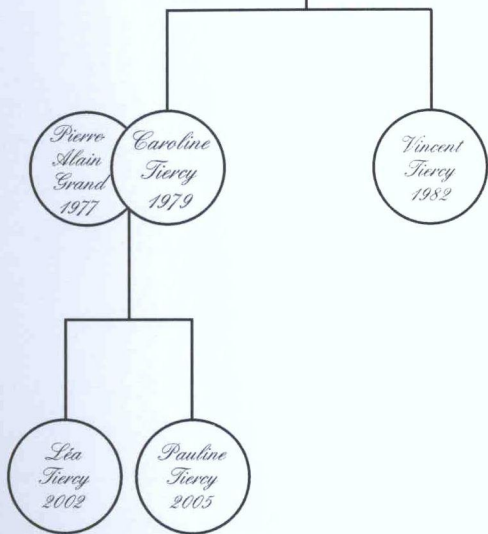 Pierre
Alain
Grand
1977
Caroline
Tiercy
1979
Vincent
Tiercy
1982
Léa
Tiercy
2002
Pauline
Tiercy
2005